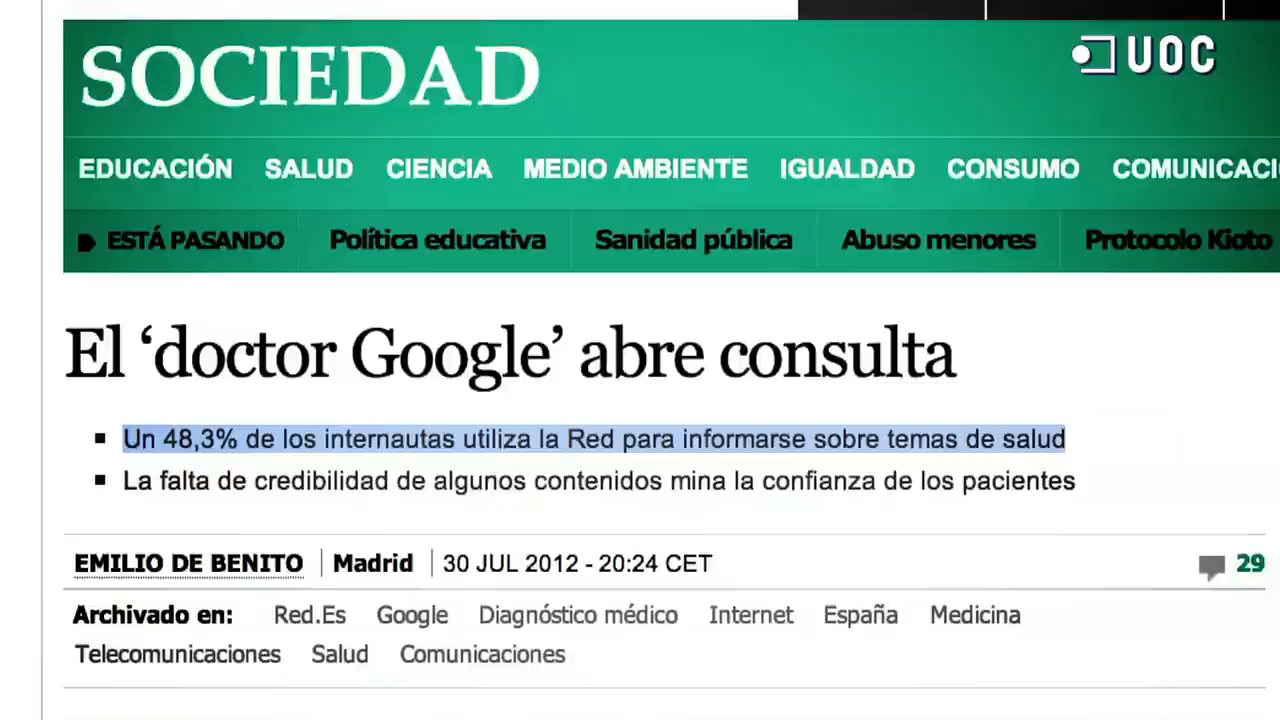 SOCIEDAD
UOC
EDUCACIÓN SALUD CIENCIA MEDIO AMBIENTE IGUALDAD CONSUMO COMUNICACI
ESTÁ PASANDO Política educativa Sanidad pública Abuso menores Protocolo Kioto
El ‘doctor Google’ abre consulta
Un 48,3% de los internautas utiliza la Red para informarse sobre temas de salud
La falta de credibilidad de algunos contenidos mina la confianza de los pacientes
EMILIO DE BENITO | Madrid | 30 JUL 2012 - 20:24 CET 29
Archivado en: Red.Es Google Diagnóstico médico Internet España Medicina
Telecomunicaciones Salud Comunicaciones